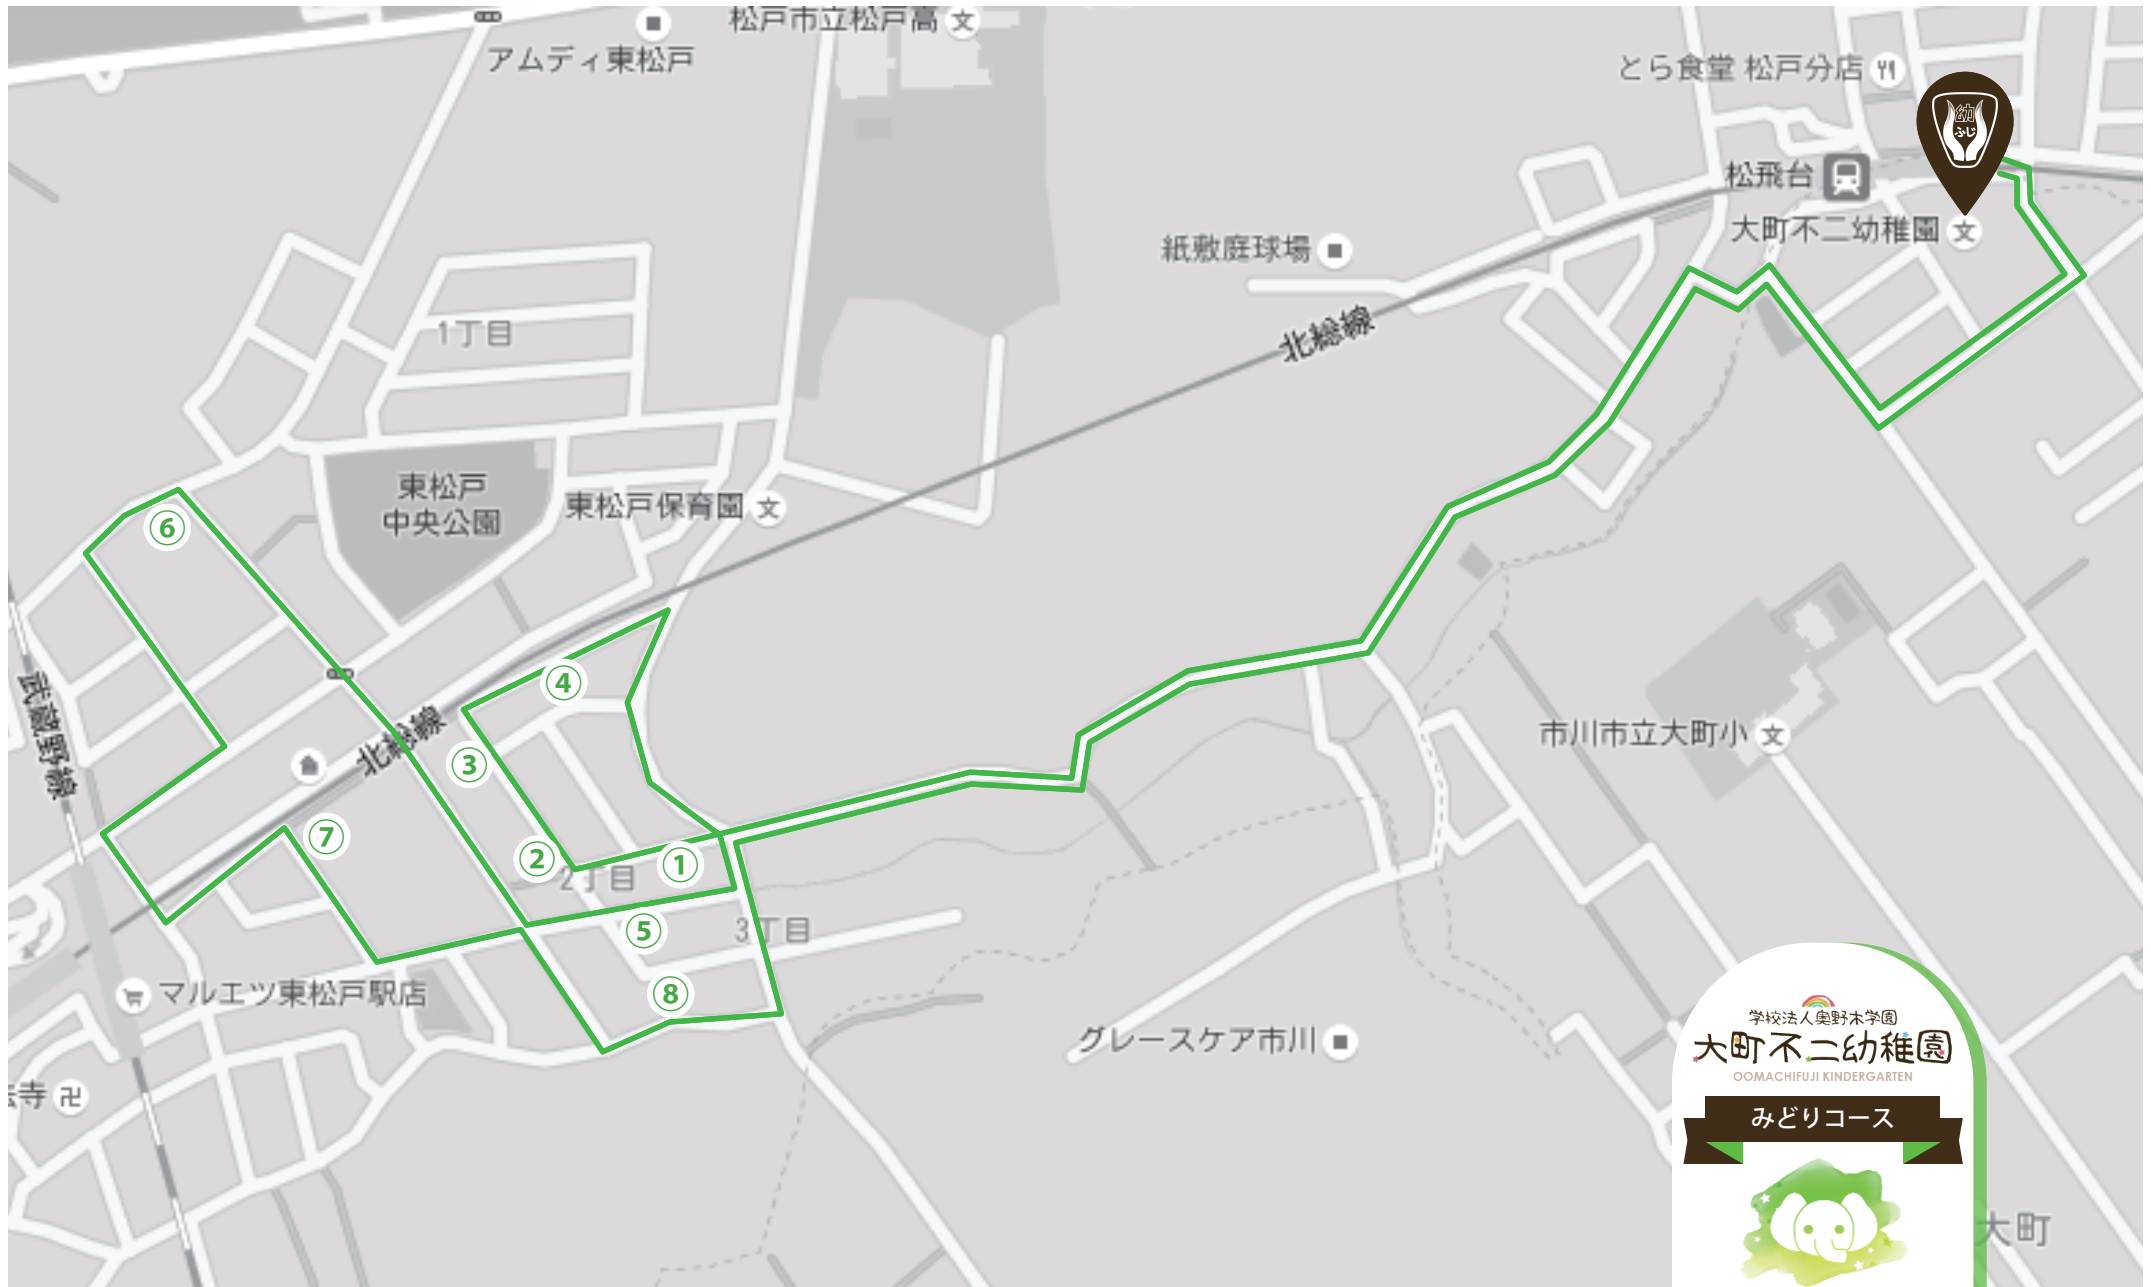 松戸市立松戸高
アムディ東松戸
とら食堂 松戸分店
幼
ふじ
松飛台
大町不二幼稚園
紙敷庭球場
北総線
1丁目
東松戸
中央公園
東松戸保育園
⑥
④
武蔵野線
北総線
③
市川市立大町小
⑦
②
①
2丁目
⑤
3丁目
マルエツ東松戸駅店
⑧
グレースケア市川
寺
学校法人奥野木学園
大町不二幼稚園
OOMACHIFUJI KINDERGARTEN
みどりコース
大町